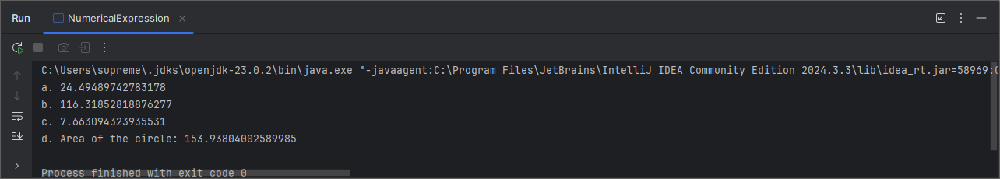 Run NumericalExpression
C:\Users\supreme\.jdks\openjdk-23.0.2\bin\java.exe "-javaagent:C:\Program Files\JetBrains\IntelliJ IDEA Community Edition 2024.3.3\lib\idea_rt.jar=58969:
a. 24.49489742783178
b. 116.31852818876277
c. 7.663094323935531
d. Area of the circle: 153.93804002589985
Process finished with exit code 0